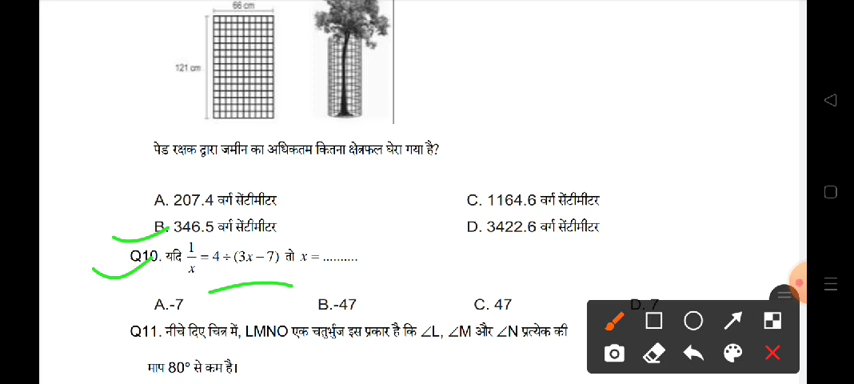 66 cm
121 cm
पेड रक्षक द्वारा जमीन का अधिकतम कितना क्षेत्रफल घेरा गया है?
A. 207.4 वर्ग सेंटीमीटर C. 1164.6 वर्ग सेंटीमीटर
B. 346.5 वर्ग सेंटीमीटर D. 3422.6 वर्ग सेंटीमीटर
Q10. यदि 1/x = 4 ÷ (3x − 7) तो x = ..........
A.-7 B.-47 C. 47 D. 7
Q11. नीचे दिए चित्र में, LMNO एक चतुर्भुज इस प्रकार है कि ∠L, ∠M और ∠N प्रत्येक की
माप 80° से कम है।